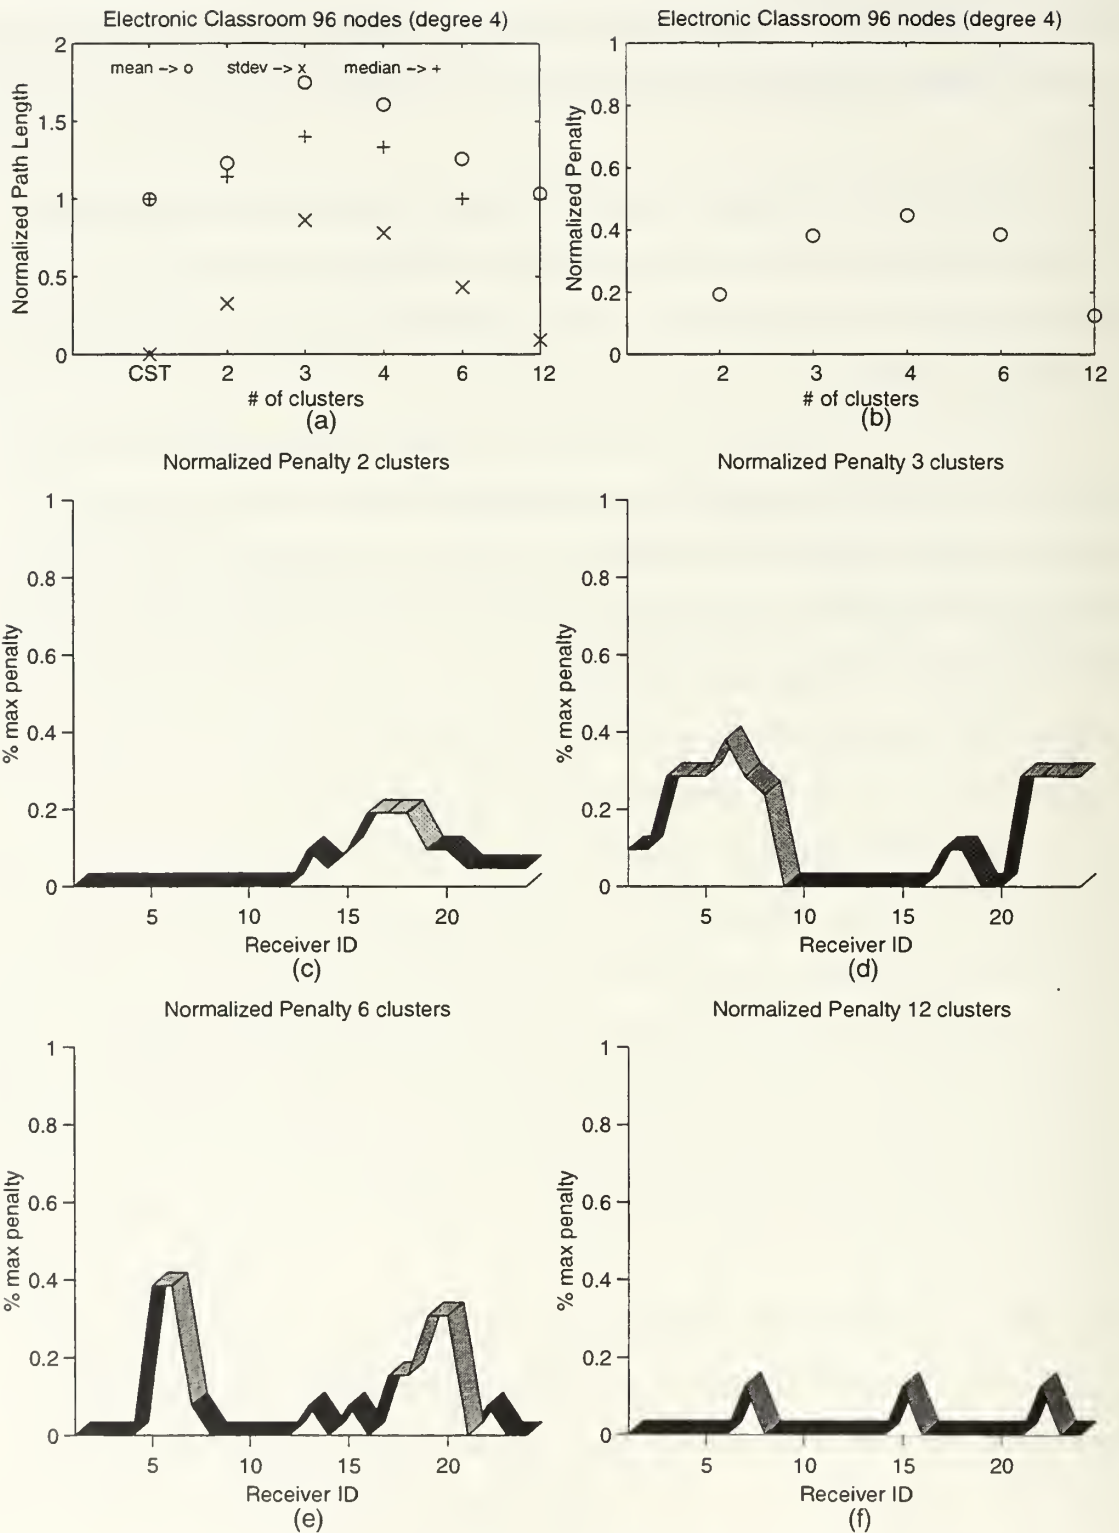 Electronic Classroom 96 nodes (degree 4)
mean -> o stdev -> x median -> +
Normalized Path Length
2
1.5
1
0.5
0
CST 2 3 4 6 12
# of clusters
(a)
Electronic Classroom 96 nodes (degree 4)
Normalized Penalty
1
0.8
0.6
0.4
0.2
0
2 3 4 6 12
# of clusters
(b)
Normalized Penalty 2 clusters
% max penalty
1
0.8
0.6
0.4
0.2
0
5 10 15 20
Receiver ID
(c)
Normalized Penalty 3 clusters
% max penalty
1
0.8
0.6
0.4
0.2
0
5 10 15 20
Receiver ID
(d)
Normalized Penalty 6 clusters
% max penalty
1
0.8
0.6
0.4
0.2
0
5 10 15 20
Receiver ID
(e)
Normalized Penalty 12 clusters
% max penalty
1
0.8
0.6
0.4
0.2
0
5 10 15 20
Receiver ID
(f)